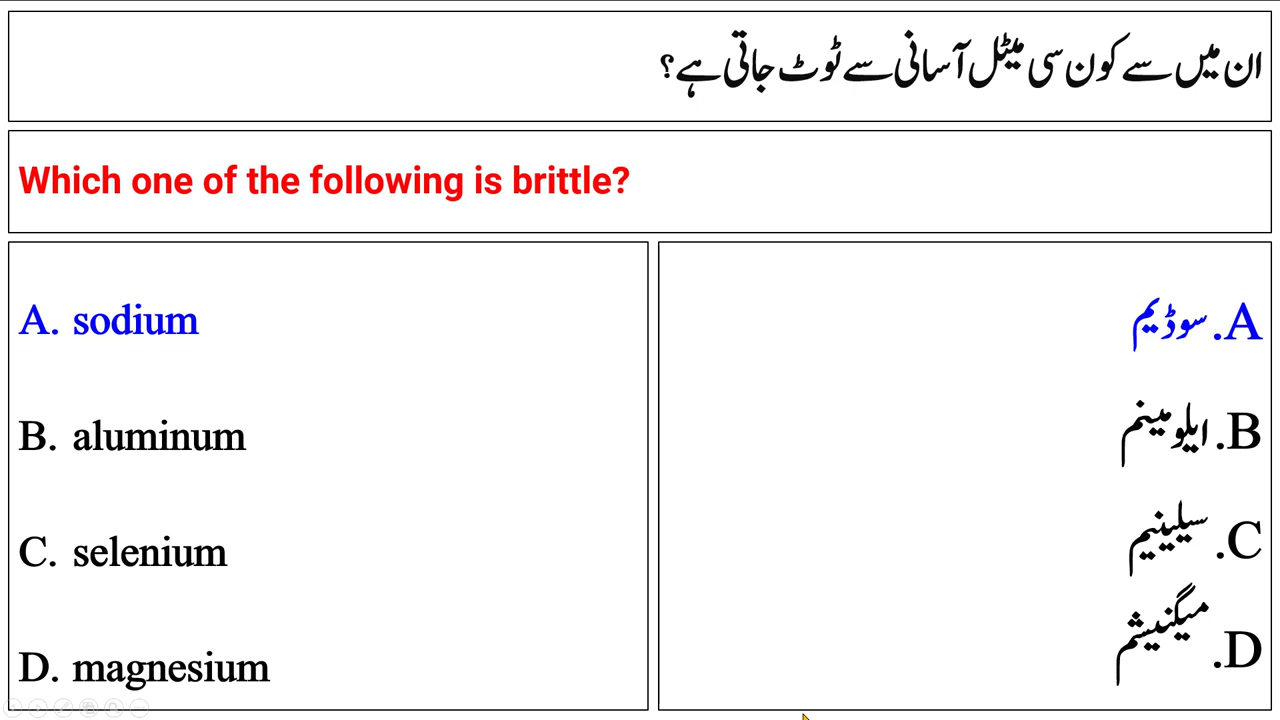 ان میں سے کون سی میٹل آسانی سے ٹوٹ جاتی ہے؟
Which one of the following is brittle?
A. sodium
B. aluminum
C. selenium
D. magnesium
A. سوڈیم
B. ایلومینم
C. سیلینیم
D. میگنیشم